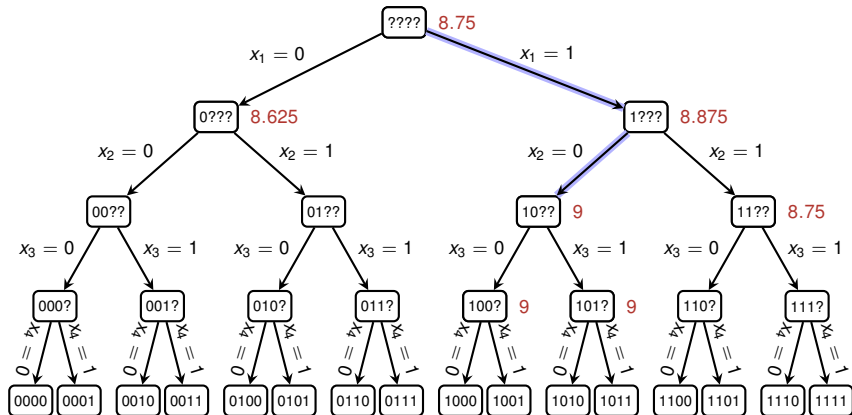 ???? 8.75
x₁ = 0 x₁ = 1
0??? 8.625 1??? 8.875
x₂ = 0 x₂ = 1 x₂ = 0 x₂ = 1
00?? 01?? 10?? 9 11?? 8.75
x₃ = 0 x₃ = 1 x₃ = 0 x₃ = 1 x₃ = 0 x₃ = 1 x₃ = 0 x₃ = 1
000? 001? 010? 011? 100? 9 101? 9 110? 111?
x₄ = 0 x₄ = 1 x₄ = 0 x₄ = 1 x₄ = 0 x₄ = 1 x₄ = 0 x₄ = 1 x₄ = 0 x₄ = 1 x₄ = 0 x₄ = 1 x₄ = 0 x₄ = 1 x₄ = 0 x₄ = 1
0000 0001 0010 0011 0100 0101 0110 0111 1000 1001 1010 1011 1100 1101 1110 1111